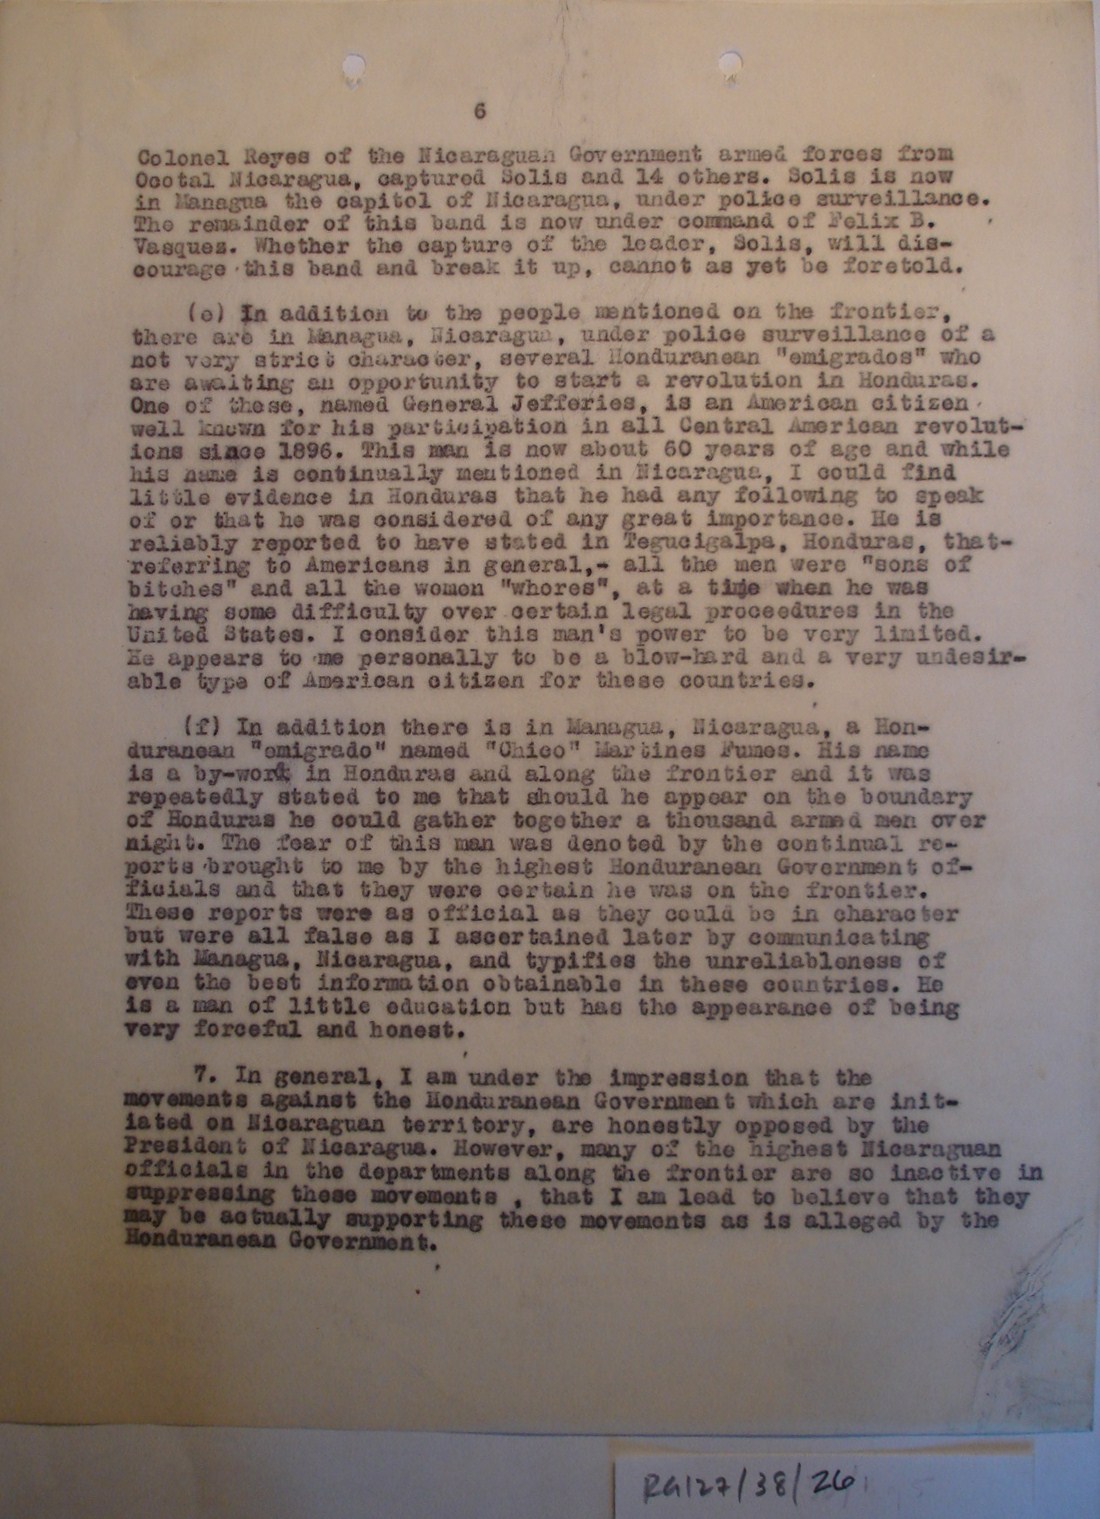 6
Colonel Reyes of the Nicaraguan Government armed forces from
Ocotal Nicaragua, captured Solis and 14 others. Solis is now
in Managua the capitol of Nicaragua, under police surveillance.
The remainder of this band is now under command of Felix B.
Vasques. Whether the capture of the leader, Solis, will dis-
courage this band and break it up, cannot as yet be foretold.
(e) In addition to the people mentioned on the frontier,
there are in Managua, Nicaragua, under police surveillance of a
not very strict character, several Honduranean "emigrados" who
are awaiting an opportunity to start a revolution in Honduras.
One of these, named General Jefferies, is an American citizen
well known for his participation in all Central American revolut-
ions since 1896. This man is now about 60 years of age and while
his name is continually mentioned in Nicaragua, I could find
little evidence in Honduras that he had any following to speak
of or that he was considered of any great importance. He is
reliably reported to have stated in Tegucigalpa, Honduras, that-
referring to Americans in general,- all the men were "sons of
bitches" and all the women "whores", at a time when he was
having some difficulty over certain legal proceedures in the
United States. I consider this man's power to be very limited.
He appears to me personally to be a blow-hard and a very undesir-
able type of American citizen for these countries.
(f) In addition there is in Managua, Nicaragua, a Hon-
duranean "emigrado" named "Chico" Martines Fumes. His name
is a by-word in Honduras and along the frontier and it was
repeatedly stated to me that should he appear on the boundary
of Honduras he could gather together a thousand armed men over
night. The fear of this man was denoted by the continual re-
ports brought to me by the highest Honduranean Government of-
ficials and that they were certain he was on the frontier.
These reports were as official as they could be in character
but were all false as I ascertained later by communicating
with Managua, Nicaragua, and typifies the unreliableness of
even the best information obtainable in these countries. He
is a man of little education but has the appearance of being
very forceful and honest.
7. In general, I am under the impression that the
movements against the Honduranean Government which are init-
iated on Nicaraguan territory, are honestly opposed by the
President of Nicaragua. However, many of the highest Nicaraguan
officials in the departments along the frontier are so inactive in
suppressing these movements , that I am lead to believe that they
may be actually supporting these movements as is alleged by the
Honduranean Government.
RG127/38/26